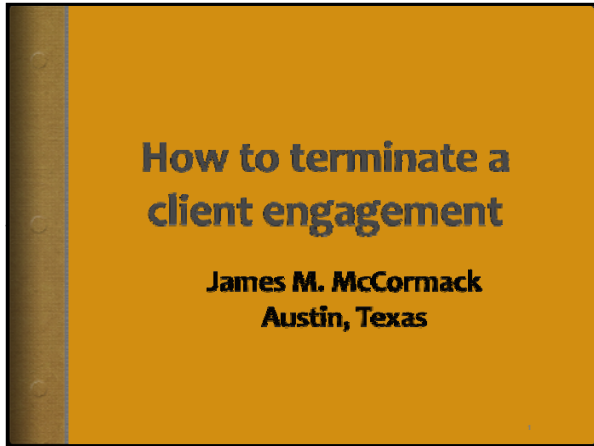 How to terminate a
client engagement
James M. McCormack
Austin, Texas
1